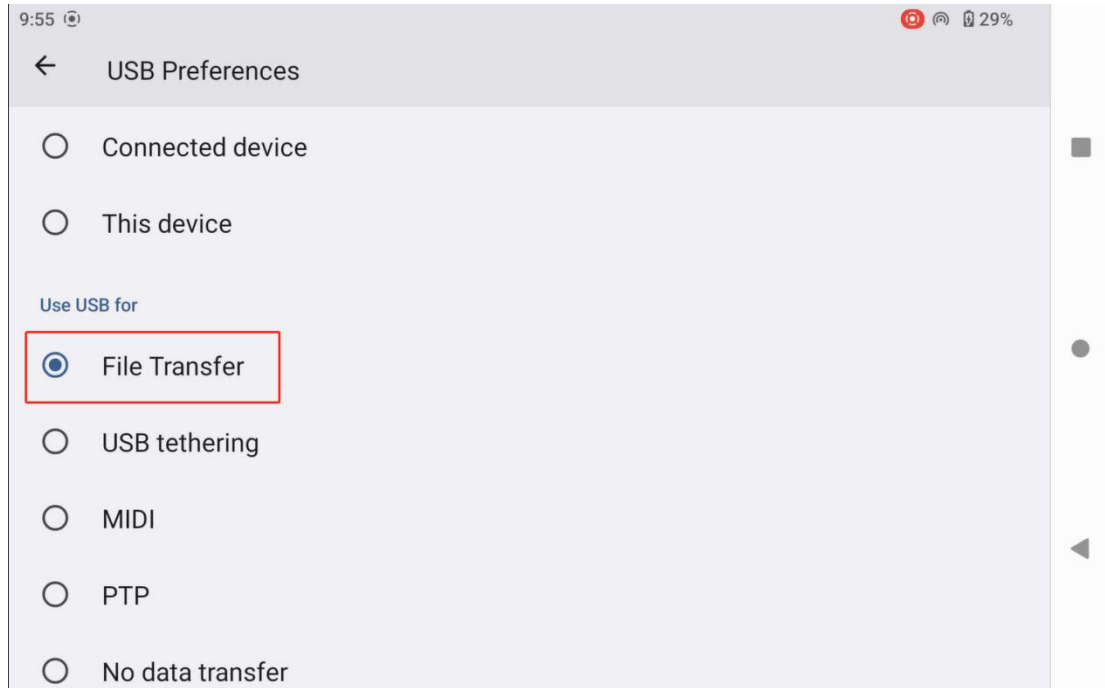 9:55 29%
USB Preferences
Connected device
This device
Use USB for
File Transfer
USB tethering
MIDI
PTP
No data transfer